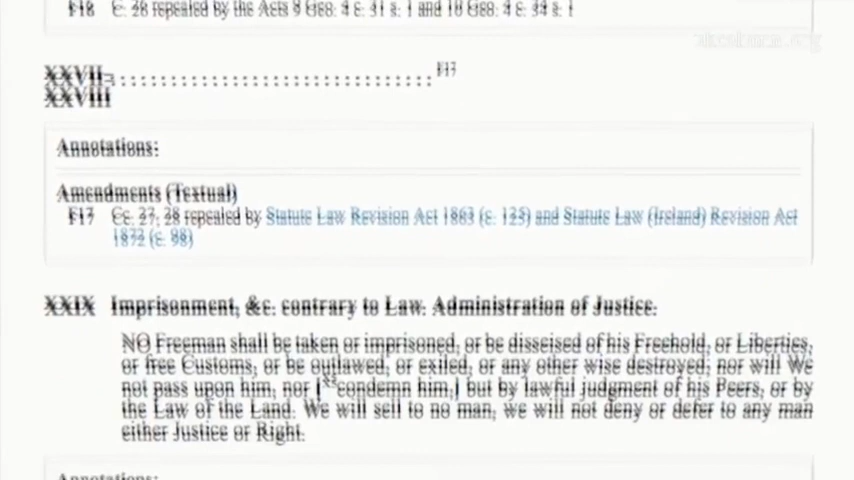 F16 C. 26 repealed by the Acts 9 Geo. 4 c. 31 s. 1 and 10 Geo. 4 c. 34 s. 1
XXVII, . . . . . . . . . . . . . . . . . . . . . . . . . . . . . . . F17
XXVIII
Annotations:
Amendments (Textual)
F17 Cc. 27, 28 repealed by Statute Law Revision Act 1863 (c. 125) and Statute Law (Ireland) Revision Act
1872 (c. 98)
XXIX Imprisonment, &c. contrary to Law. Administration of Justice.
NO Freeman shall be taken or imprisoned, or be disseised of his Freehold, or Liberties,
or free Customs, or be outlawed, or exiled, or any other wise destroyed; nor will We
not pass upon him, nor [condemn him,] but by lawful judgment of his Peers, or by
the Law of the Land. We will sell to no man, we will not deny or defer to any man
either Justice or Right.
Annotations: